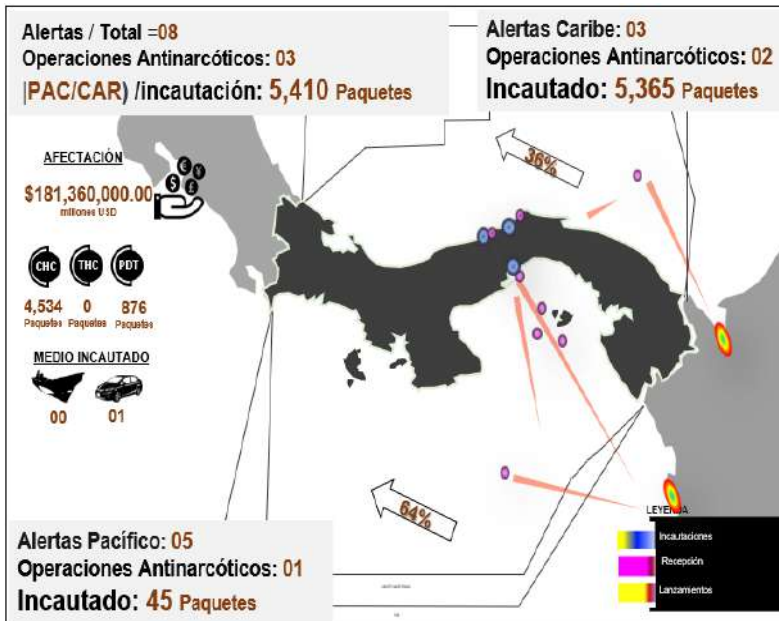 Alertas / Total =08
Operaciones Antinarcóticos: 03
|PAC/CAR) /incautación: 5,410 Paquetes
Alertas Caribe: 03
Operaciones Antinarcóticos: 02
Incautado: 5,365 Paquetes
AFECTACIÓN
$181,360,000.00
millones USD
36%
CHC THC PDT
4,534 0 876
Paquetes Paquetes Paquetes
MEDIO INCAUTADO
00 01
64%
Alertas Pacífico: 05
Operaciones Antinarcóticos: 01
Incautado: 45 Paquetes
LEYENDA
Incautaciones
Recepción
Lanzamientos